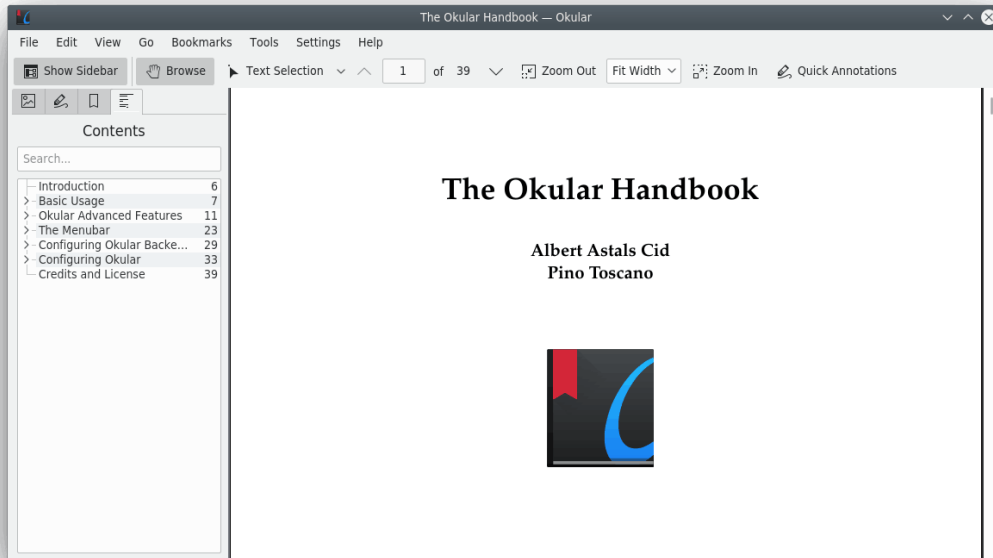 The Okular Handbook — Okular
File Edit View Go Bookmarks Tools Settings Help
Show Sidebar Browse Text Selection 1 of 39 Zoom Out Fit Width Zoom In Quick Annotations
Contents
Search...
Introduction 6
Basic Usage 7
Okular Advanced Features 11
The Menubar 23
Configuring Okular Backe... 29
Configuring Okular 33
Credits and License 39
The Okular Handbook
Albert Astals Cid
Pino Toscano